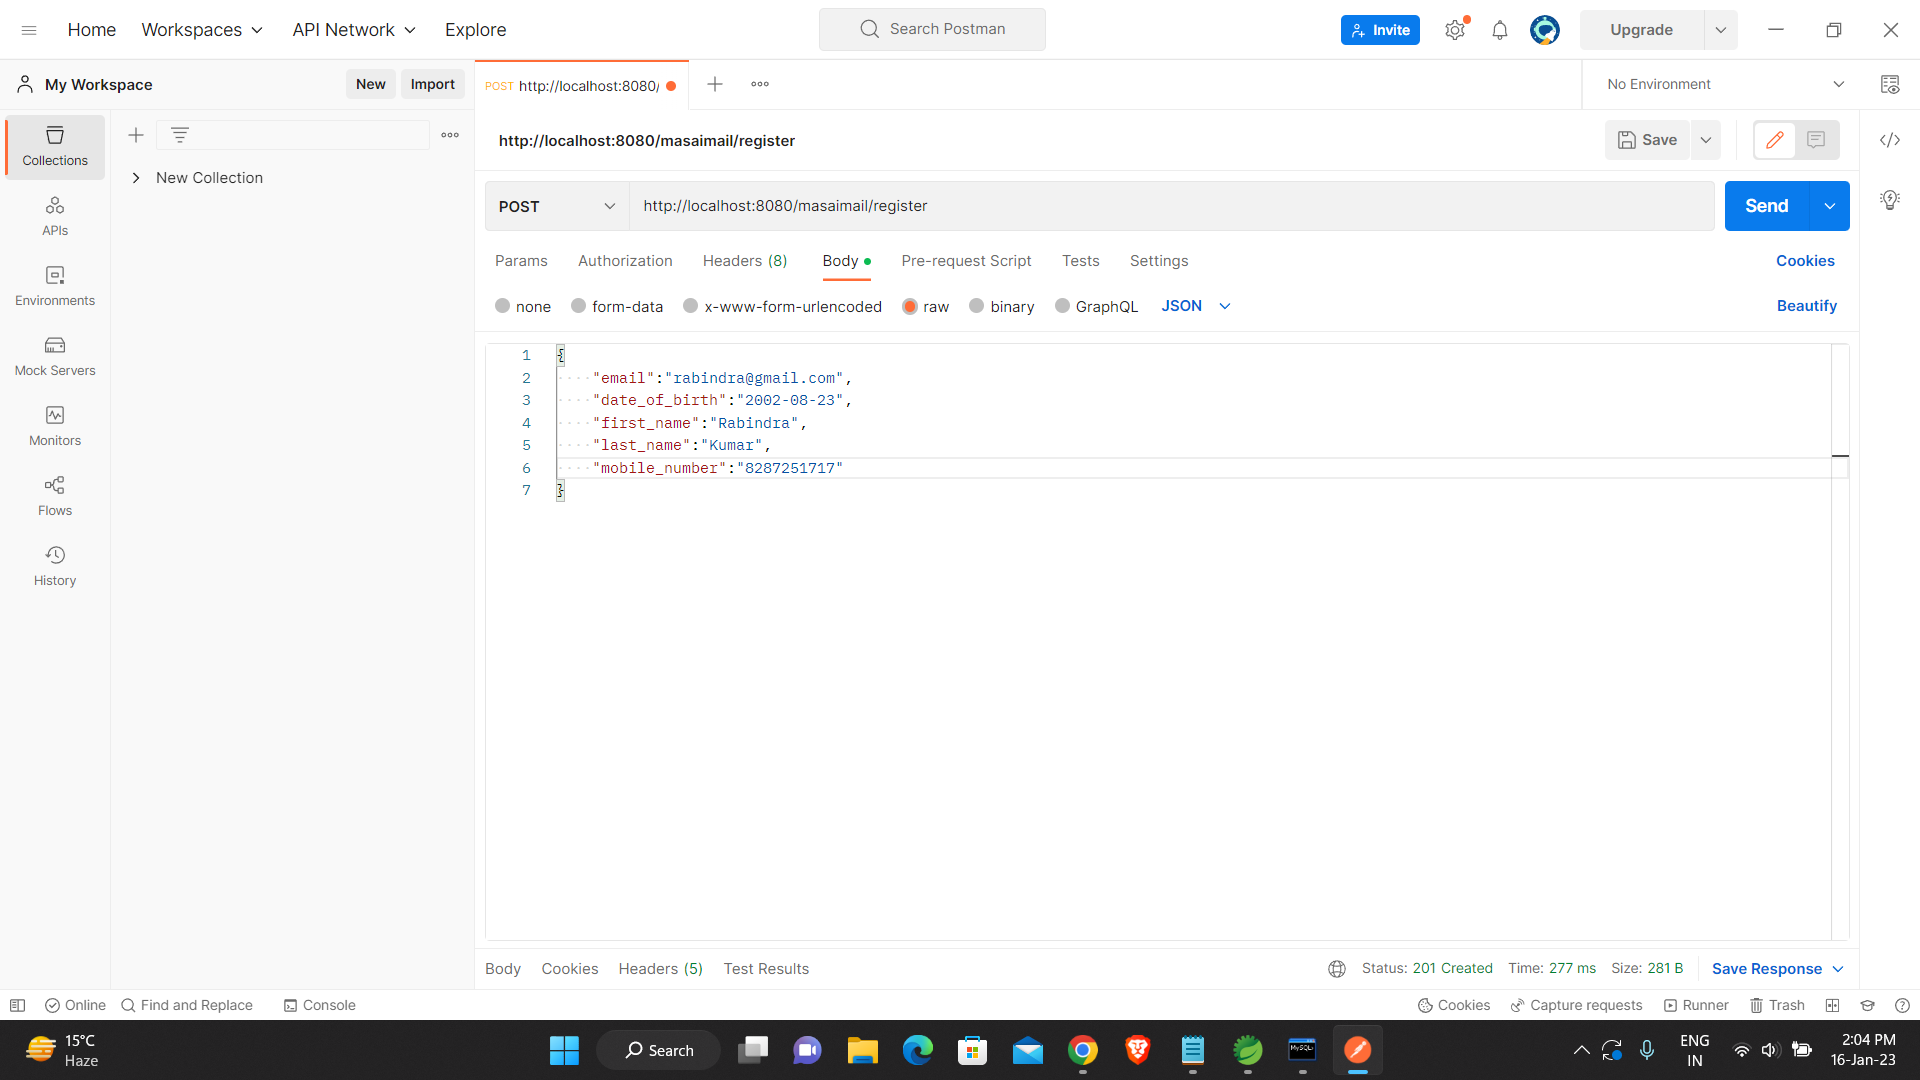 Home Workspaces API Network Explore Search Postman Invite Upgrade
My Workspace New Import POST http://localhost:8080/ No Environment
http://localhost:8080/masaimail/register Save
Collections
New Collection
APIs
Environments
Mock Servers
Monitors
Flows
History
POST http://localhost:8080/masaimail/register Send
Params Authorization Headers (8) Body Pre-request Script Tests Settings Cookies
none form-data x-www-form-urlencoded raw binary GraphQL JSON Beautify
1 {
2 "email":"rabindra@gmail.com",
3 "date_of_birth":"2002-08-23",
4 "first_name":"Rabindra",
5 "last_name":"Kumar",
6 "mobile_number":"8287251717"
7 }
Body Cookies Headers (5) Test Results Status: 201 Created Time: 277 ms Size: 281 B Save Response
Online Find and Replace Console Cookies Capture requests Runner Trash
15°C
Haze
Search
MySQL
ENG
IN
2:04 PM
16-Jan-23